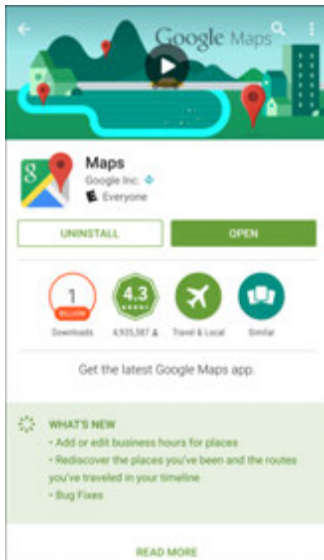 Google Maps
g
Maps
Google Inc.
E Everyone
UNINSTALL
OPEN
1
BILLION
Downloads
4.3
4,935,387
Travel & Local
Similar
Get the latest Google Maps app.
WHAT'S NEW
• Add or edit business hours for places
• Rediscover the places you've been and the routes
you've traveled in your timeline
• Bug Fixes
READ MORE